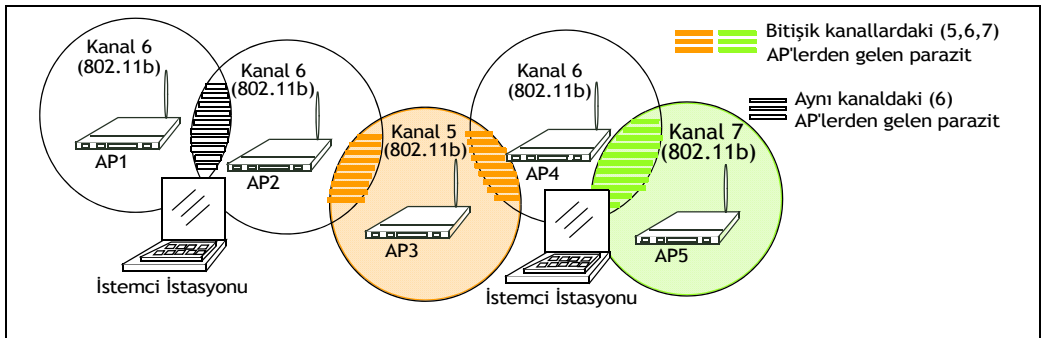 Kanal 6
(802.11b)
AP1
Kanal 6
(802.11b)
AP2
Kanal 5
(802.11b)
AP3
Kanal 6
(802.11b)
AP4
Kanal 7
(802.11b)
AP5
İstemci İstasyonu
İstemci İstasyonu
Bitişik kanallardaki (5,6,7)
AP'lerden gelen parazit
Aynı kanaldaki (6)
AP'lerden gelen parazit